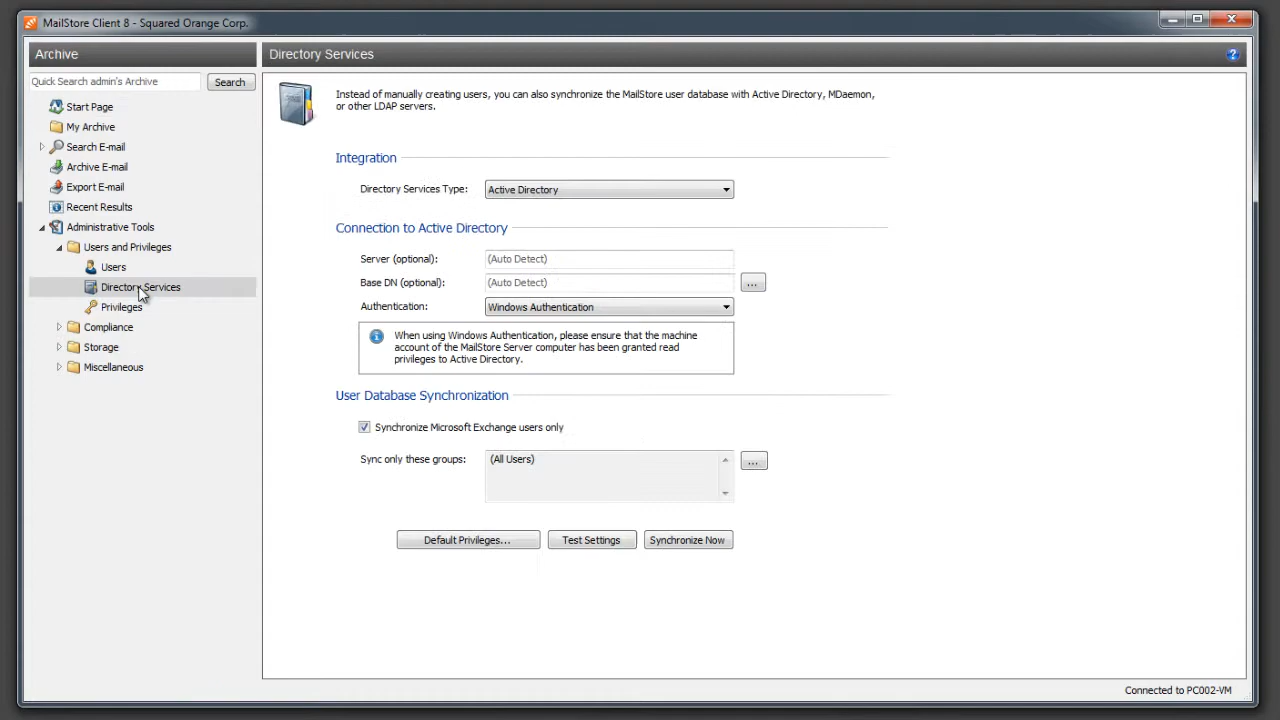 MailStore Client 8 - Squared Orange Corp.
Archive
Quick Search admin's Archive
Search
Start Page
My Archive
Search E-mail
Archive E-mail
Export E-mail
Recent Results
Administrative Tools
Users and Privileges
Users
Directory Services
Privileges
Compliance
Storage
Miscellaneous
Directory Services
?
Instead of manually creating users, you can also synchronize the MailStore user database with Active Directory, MDaemon,
or other LDAP servers.
Integration
Directory Services Type: Active Directory
Connection to Active Directory
Server (optional): (Auto Detect)
Base DN (optional): (Auto Detect) ...
Authentication: Windows Authentication
When using Windows Authentication, please ensure that the machine
account of the MailStore Server computer has been granted read
privileges to Active Directory.
User Database Synchronization
Synchronize Microsoft Exchange users only
Sync only these groups: (All Users) ...
Default Privileges... Test Settings Synchronize Now
Connected to PC002-VM